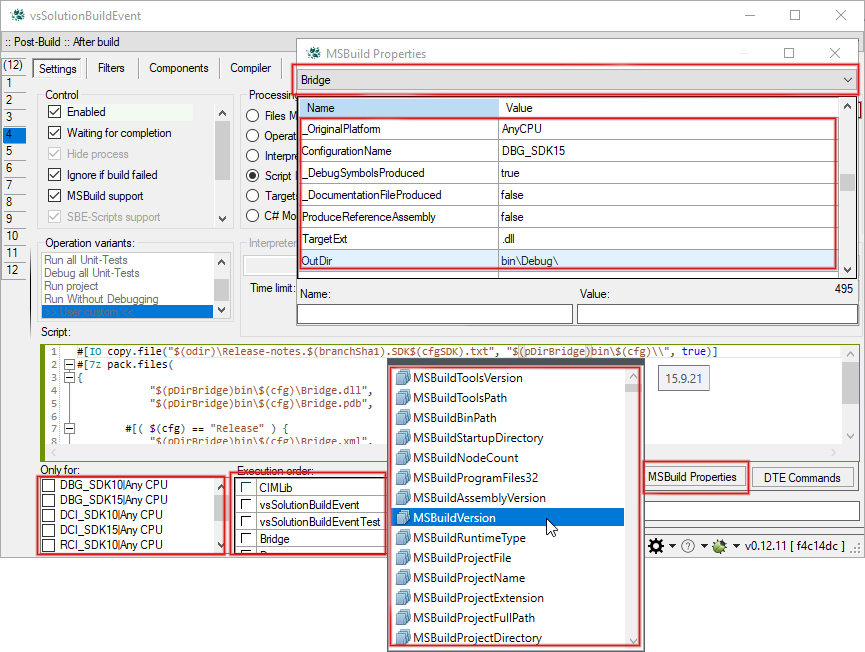 vsSolutionBuildEvent
:: Post-Build :: After build
MSBuild Properties
(12)
1
2
3
4
5
6
7
8
9
10
11
12
Settings
Filters
Components
Compiler
Bridge
Control
Enabled
Waiting for completion
Hide process
Ignore if build failed
MSBuild support
SBE-Scripts support
Processing
Files M
Operat
Interpre
Script
Target
C# Mo
Name Value
_OriginalPlatform AnyCPU
ConfigurationName DBG_SDK15
_DebugSymbolsProduced true
_DocumentationFileProduced false
ProduceReferenceAssembly false
TargetExt .dll
OutDir bin\Debug\
Operation variants:
Run all Unit-Tests
Debug all Unit-Tests
Run project
Run Without Debugging
>> User custom <<
Interpreter
Time limit:
Name: Value: 495
Script:
1 #[IO copy.file("$(odir)\Release-notes.$(branchSha1).SDK$(cfgSDK).txt", "$(pDirBridge)bin\$(cfg)\\", true)]
2 #[7z pack.files(
3 {
4 "$(pDirBridge)bin\$(cfg)\Bridge.dll",
5 "$(pDirBridge)bin\$(cfg)\Bridge.pdb",
6
7 #[( $(cfg) == "Release" ) {
8 "$(pDirBridge)bin\$(cfg)\Bridge.xml",
MSBuildToolsVersion
MSBuildToolsPath
MSBuildBinPath
MSBuildStartupDirectory
MSBuildNodeCount
MSBuildProgramFiles32
MSBuildAssemblyVersion
MSBuildVersion
MSBuildRuntimeType
MSBuildProjectFile
MSBuildProjectName
MSBuildProjectExtension
MSBuildProjectFullPath
MSBuildProjectDirectory
15.9.21
Only for:
DBG_SDK10|Any CPU
DBG_SDK15|Any CPU
DCI_SDK10|Any CPU
DCI_SDK15|Any CPU
RCI_SDK10|Any CPU
Execution order:
CIMLib
vsSolutionBuildEvent
vsSolutionBuildEventTest
Bridge
MSBuild Properties
DTE Commands
v0.12.11 [ f4c14dc ]